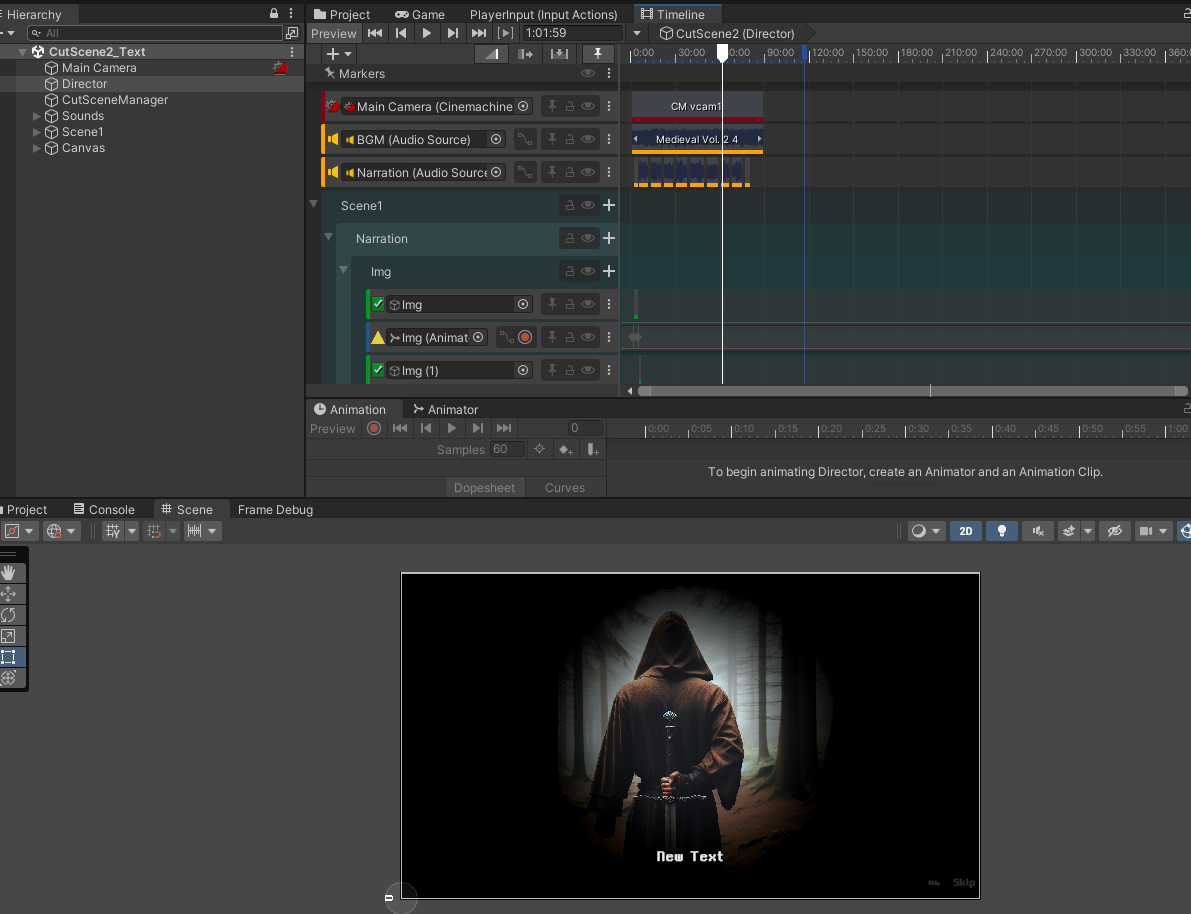 Hierarchy
All
CutScene2_Text
Main Camera
Director
CutSceneManager
Sounds
Scene1
Canvas
Project Game PlayerInput (Input Actions) Timeline
Preview 1:01:59 CutScene2 (Director)
0:00 30:00 60:00 90:00 120:00 150:00 180:00 210:00 240:00 270:00 300:00 330:00 360:
Markers
Main Camera (Cinemachine CM vcam1
BGM (Audio Source) Medieval Vol. 2 4
Narration (Audio Source
Scene1
Narration
Img
Img
Img (Animat
Img (1)
Animation Animator
Preview 0 0:00 0:05 0:10 0:15 0:20 0:25 0:30 0:35 0:40 0:45 0:50 0:55 1:00
Samples 60
To begin animating Director, create an Animator and an Animation Clip.
Dopesheet Curves
Project Console Scene Frame Debug
2D
New Text
Skip Skip